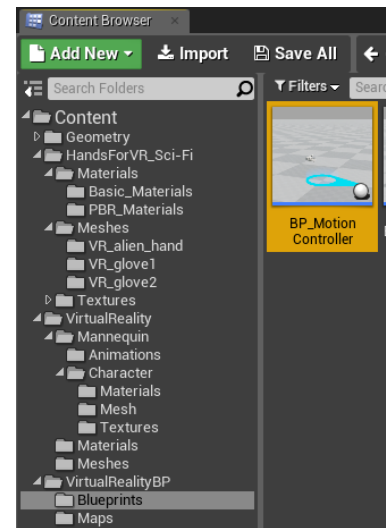 Content Browser
Add New
Import
Save All
Search Folders
Filters
Content
Geometry
HandsForVR_Sci-Fi
Materials
Basic_Materials
PBR_Materials
Meshes
VR_alien_hand
VR_glove1
VR_glove2
Textures
VirtualReality
Mannequin
Animations
Character
Materials
Mesh
Textures
Materials
Meshes
VirtualRealityBP
Blueprints
Maps
BP_Motion
Controller